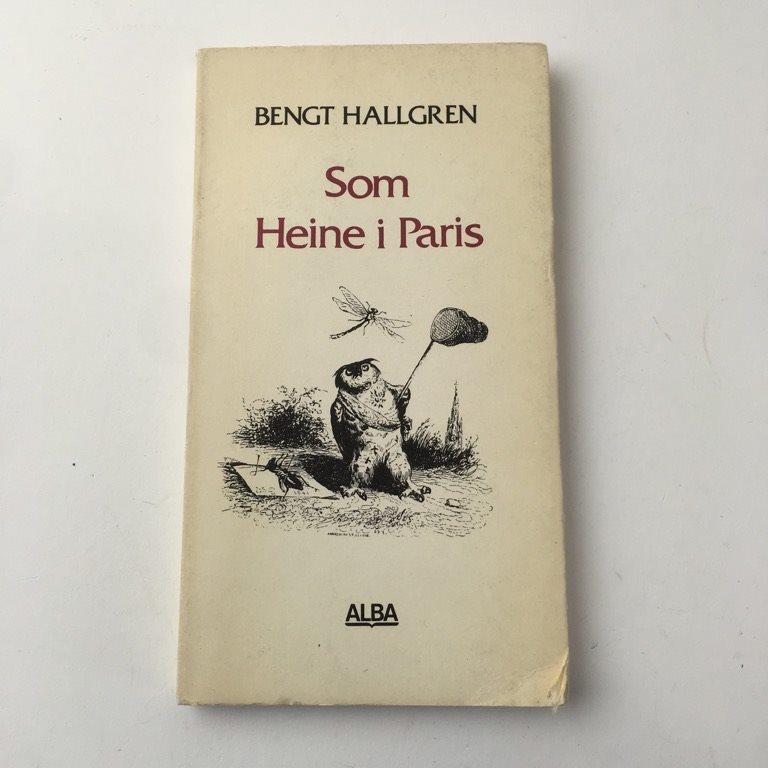 BENGT HALLGREN
Som
Heine i Paris
ALBA